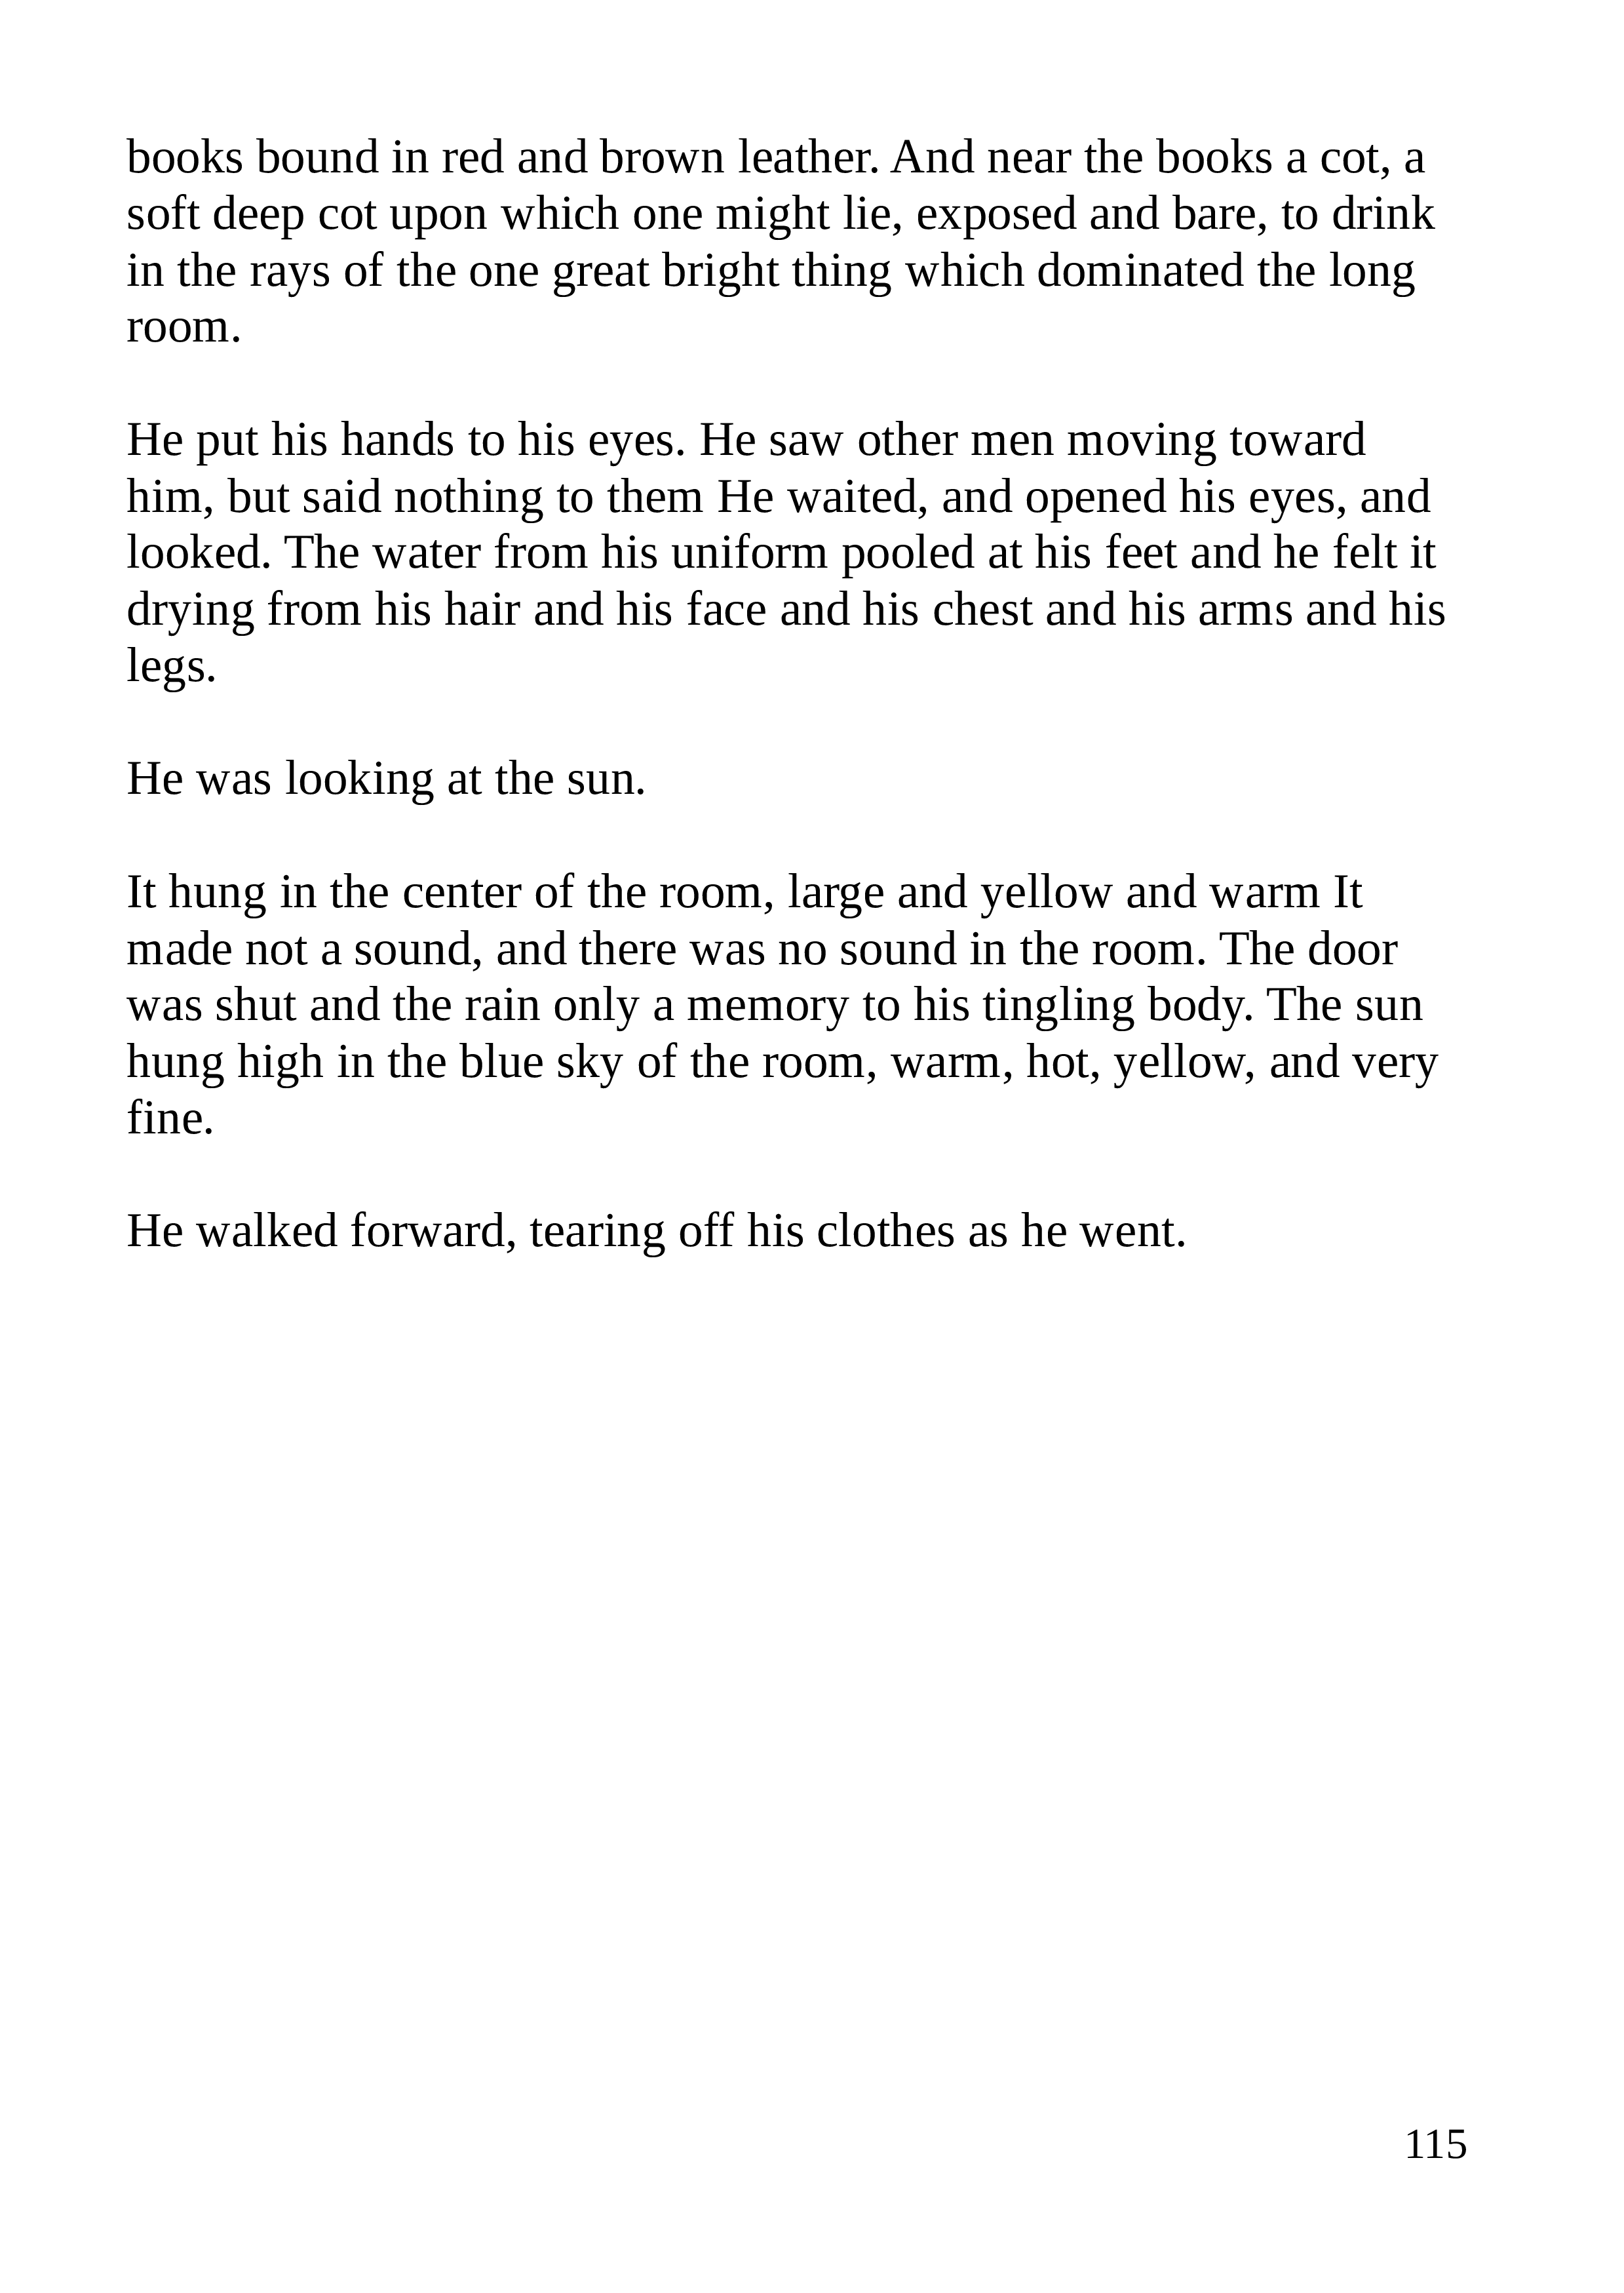 books bound in red and brown leather. And near the books a cot, a
soft deep cot upon which one might lie, exposed and bare, to drink
in the rays of the one great bright thing which dominated the long
room.
He put his hands to his eyes. He saw other men moving toward
him, but said nothing to them He waited, and opened his eyes, and
looked. The water from his uniform pooled at his feet and he felt it
drying from his hair and his face and his chest and his arms and his
legs.
He was looking at the sun.
It hung in the center of the room, large and yellow and warm It
made not a sound, and there was no sound in the room. The door
was shut and the rain only a memory to his tingling body. The sun
hung high in the blue sky of the room, warm, hot, yellow, and very
fine.
He walked forward, tearing off his clothes as he went.
115